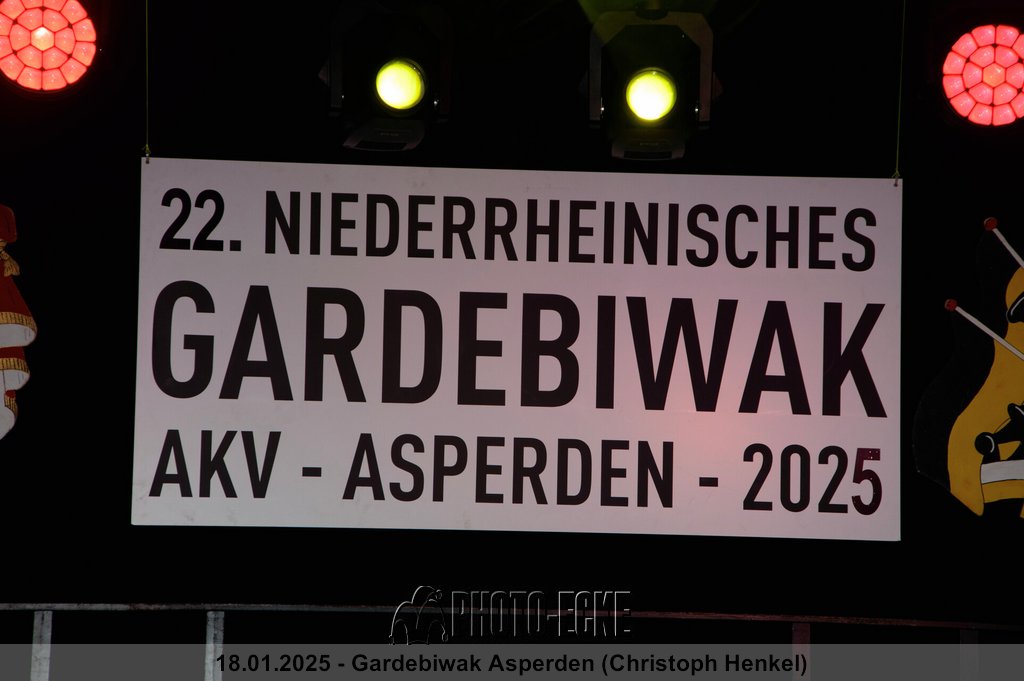 22. NIEDERRHEINISCHES
GARDEBIWAK
AKV - ASPERDEN - 2025
PHOTO-ECKE
18.01.2025 - Gardebiwak Asperden (Christoph Henkel)